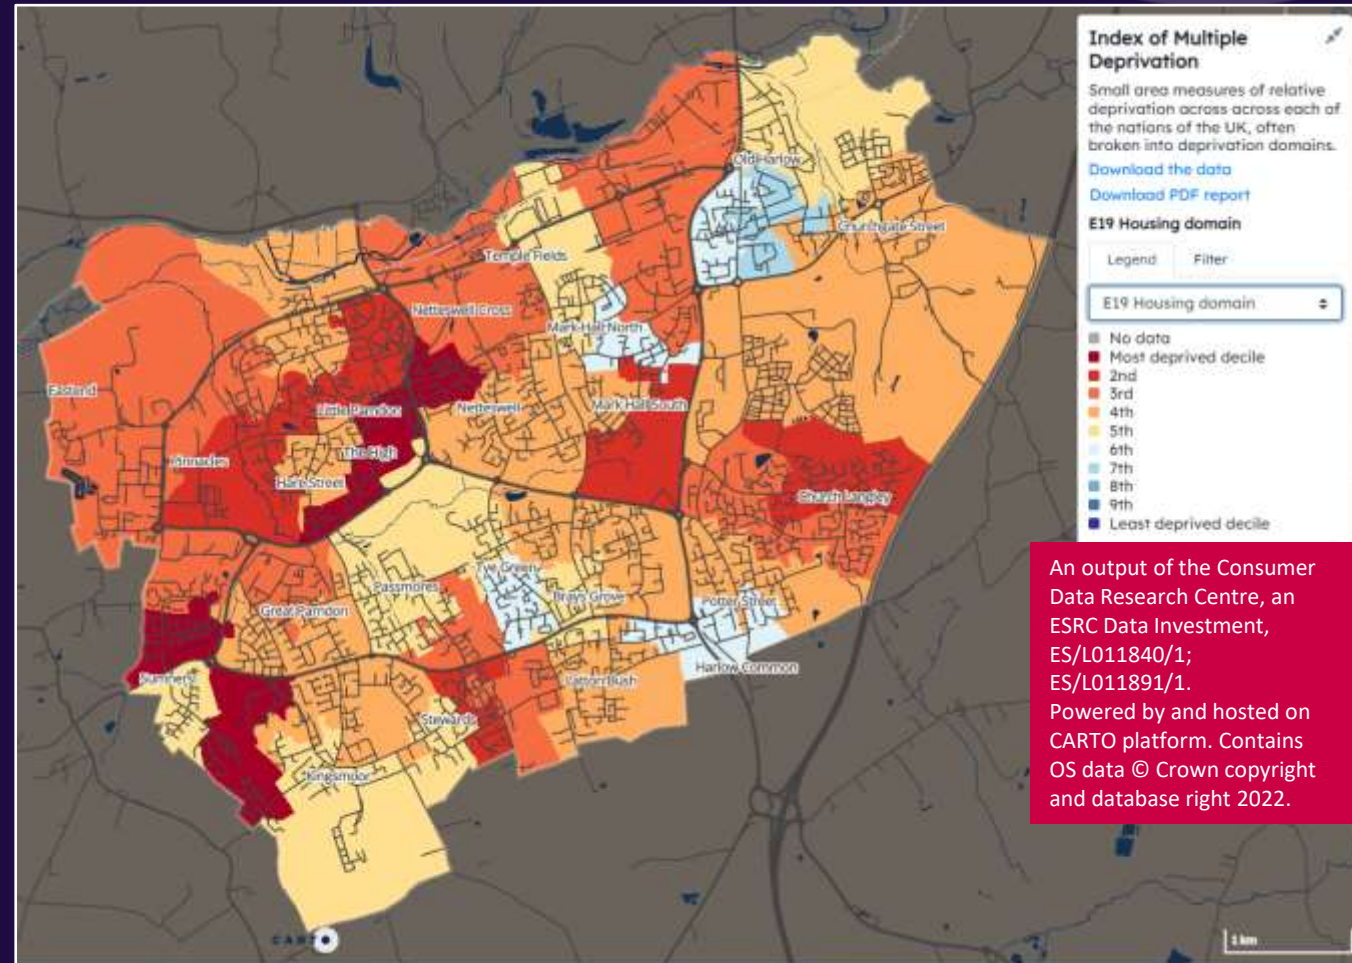 Index of Multiple
Deprivation
Small area measures of relative
deprivation across across each of
the nations of the UK, often
broken into deprivation domains.
Download the data
Download PDF report
E19 Housing domain
Legend Filter
E19 Housing domain
No data
Most deprived decile
2nd
3rd
4th
5th
6th
7th
8th
9th
Least deprived decile
An output of the Consumer
Data Research Centre, an
ESRC Data Investment,
ES/L011840/1;
ES/L011891/1.
Powered by and hosted on
CARTO platform. Contains
OS data © Crown copyright
and database right 2022.
Old Harlow
Churchgate Street
Temple Fields
Netteswell Cross
Mark Hall North
Eastend
Little Parndon
Netteswell
Mark Hall South
The High
Pinnacles
Hare Street
Church Langley
Tye Green
Passmores
Brays Grove
Potter Street
Great Parndon
Harlow Common
Sumners
Latton Bush
Stewards
Kingsmoor
CARTO
1 km